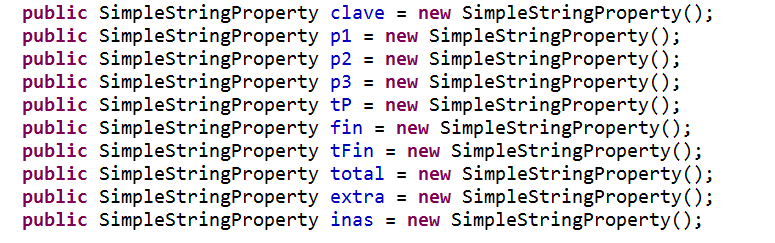 public SimpleStringProperty clave = new SimpleStringProperty();
public SimpleStringProperty p1 = new SimpleStringProperty();
public SimpleStringProperty p2 = new SimpleStringProperty();
public SimpleStringProperty p3 = new SimpleStringProperty();
public SimpleStringProperty tP = new SimpleStringProperty();
public SimpleStringProperty fin = new SimpleStringProperty();
public SimpleStringProperty tFin = new SimpleStringProperty();
public SimpleStringProperty total = new SimpleStringProperty();
public SimpleStringProperty extra = new SimpleStringProperty();
public SimpleStringProperty inas = new SimpleStringProperty();